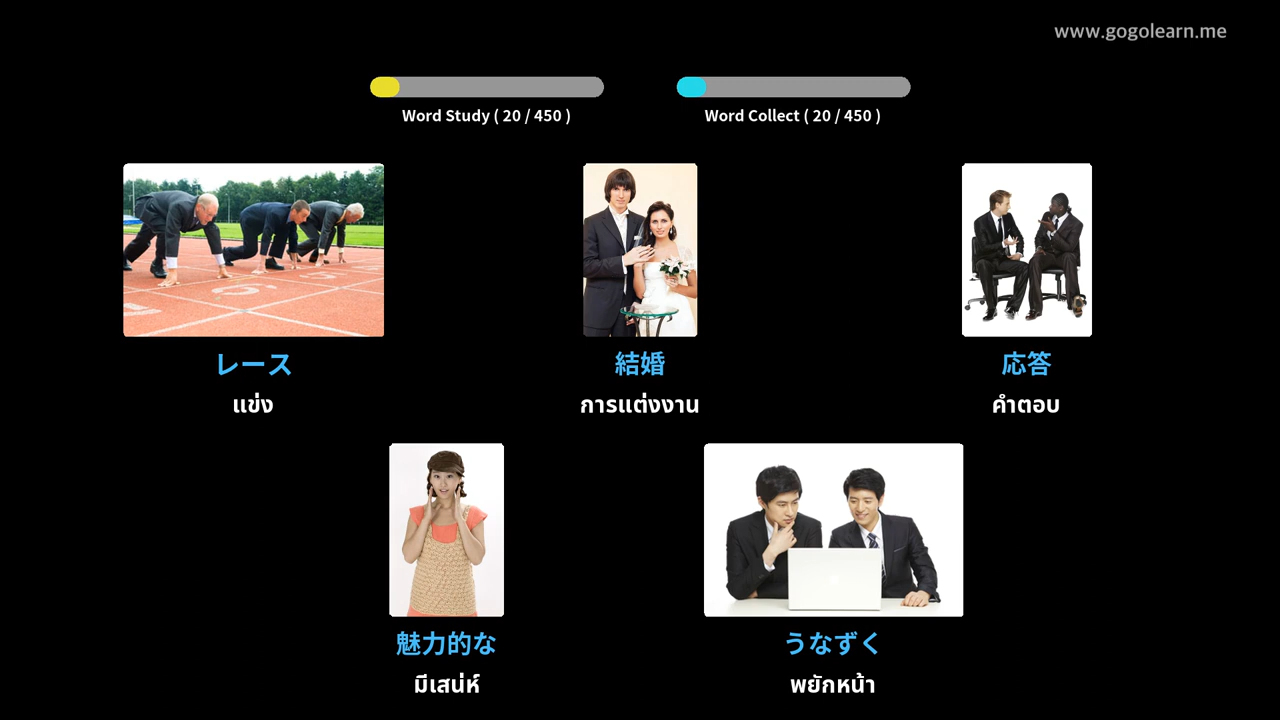 www.gogolearn.me
Word Study ( 20 / 450 )
Word Collect ( 20 / 450 )
レース
แข่ง
結婚
การแต่งงาน
応答
คำตอบ
魅力的な
มีเสน่ห์
うなずく
พยักหน้า